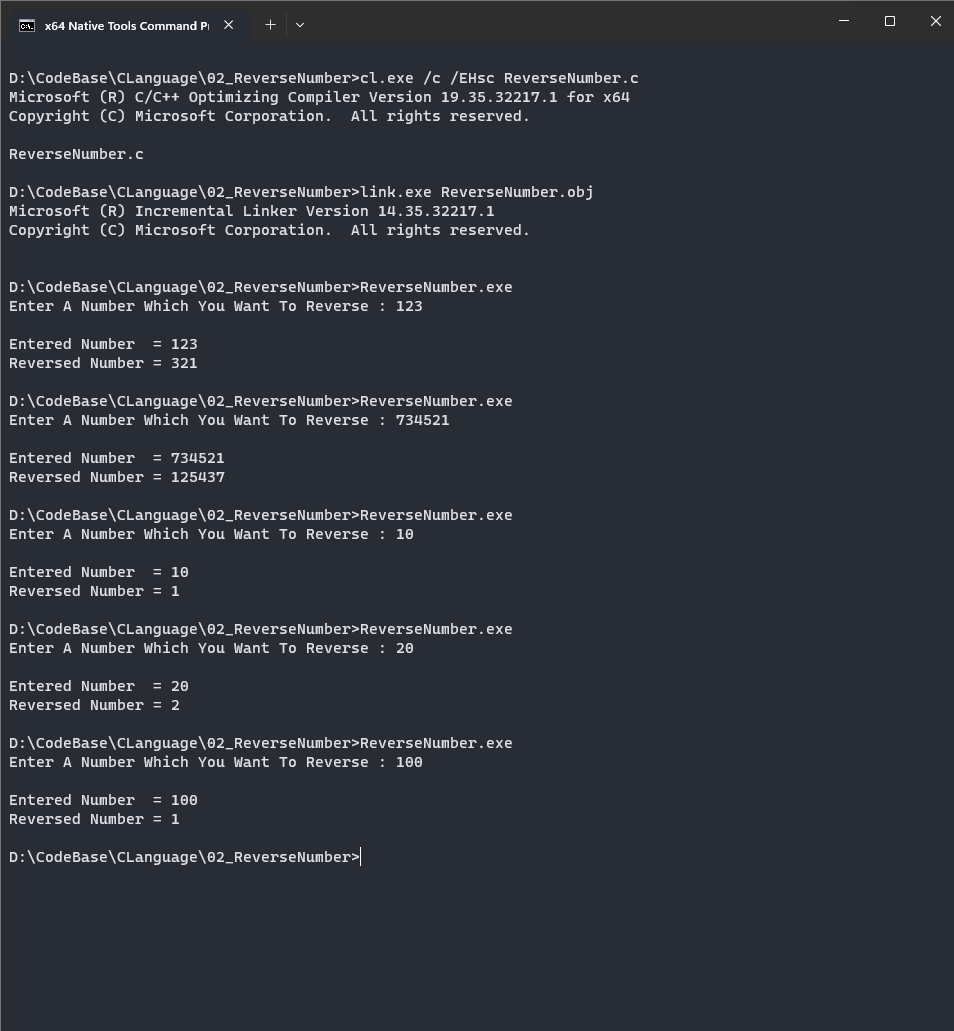 x64 Native Tools Command P
D:\CodeBase\CLanguage\02_ReverseNumber>cl.exe /c /EHsc ReverseNumber.c
Microsoft (R) C/C++ Optimizing Compiler Version 19.35.32217.1 for x64
Copyright (C) Microsoft Corporation.  All rights reserved.
ReverseNumber.c
D:\CodeBase\CLanguage\02_ReverseNumber>link.exe ReverseNumber.obj
Microsoft (R) Incremental Linker Version 14.35.32217.1
Copyright (C) Microsoft Corporation.  All rights reserved.
D:\CodeBase\CLanguage\02_ReverseNumber>ReverseNumber.exe
Enter A Number Which You Want To Reverse : 123
Entered Number  = 123
Reversed Number = 321
D:\CodeBase\CLanguage\02_ReverseNumber>ReverseNumber.exe
Enter A Number Which You Want To Reverse : 734521
Entered Number  = 734521
Reversed Number = 125437
D:\CodeBase\CLanguage\02_ReverseNumber>ReverseNumber.exe
Enter A Number Which You Want To Reverse : 10
Entered Number  = 10
Reversed Number = 1
D:\CodeBase\CLanguage\02_ReverseNumber>ReverseNumber.exe
Enter A Number Which You Want To Reverse : 20
Entered Number  = 20
Reversed Number = 2
D:\CodeBase\CLanguage\02_ReverseNumber>ReverseNumber.exe
Enter A Number Which You Want To Reverse : 100
Entered Number  = 100
Reversed Number = 1
D:\CodeBase\CLanguage\02_ReverseNumber>